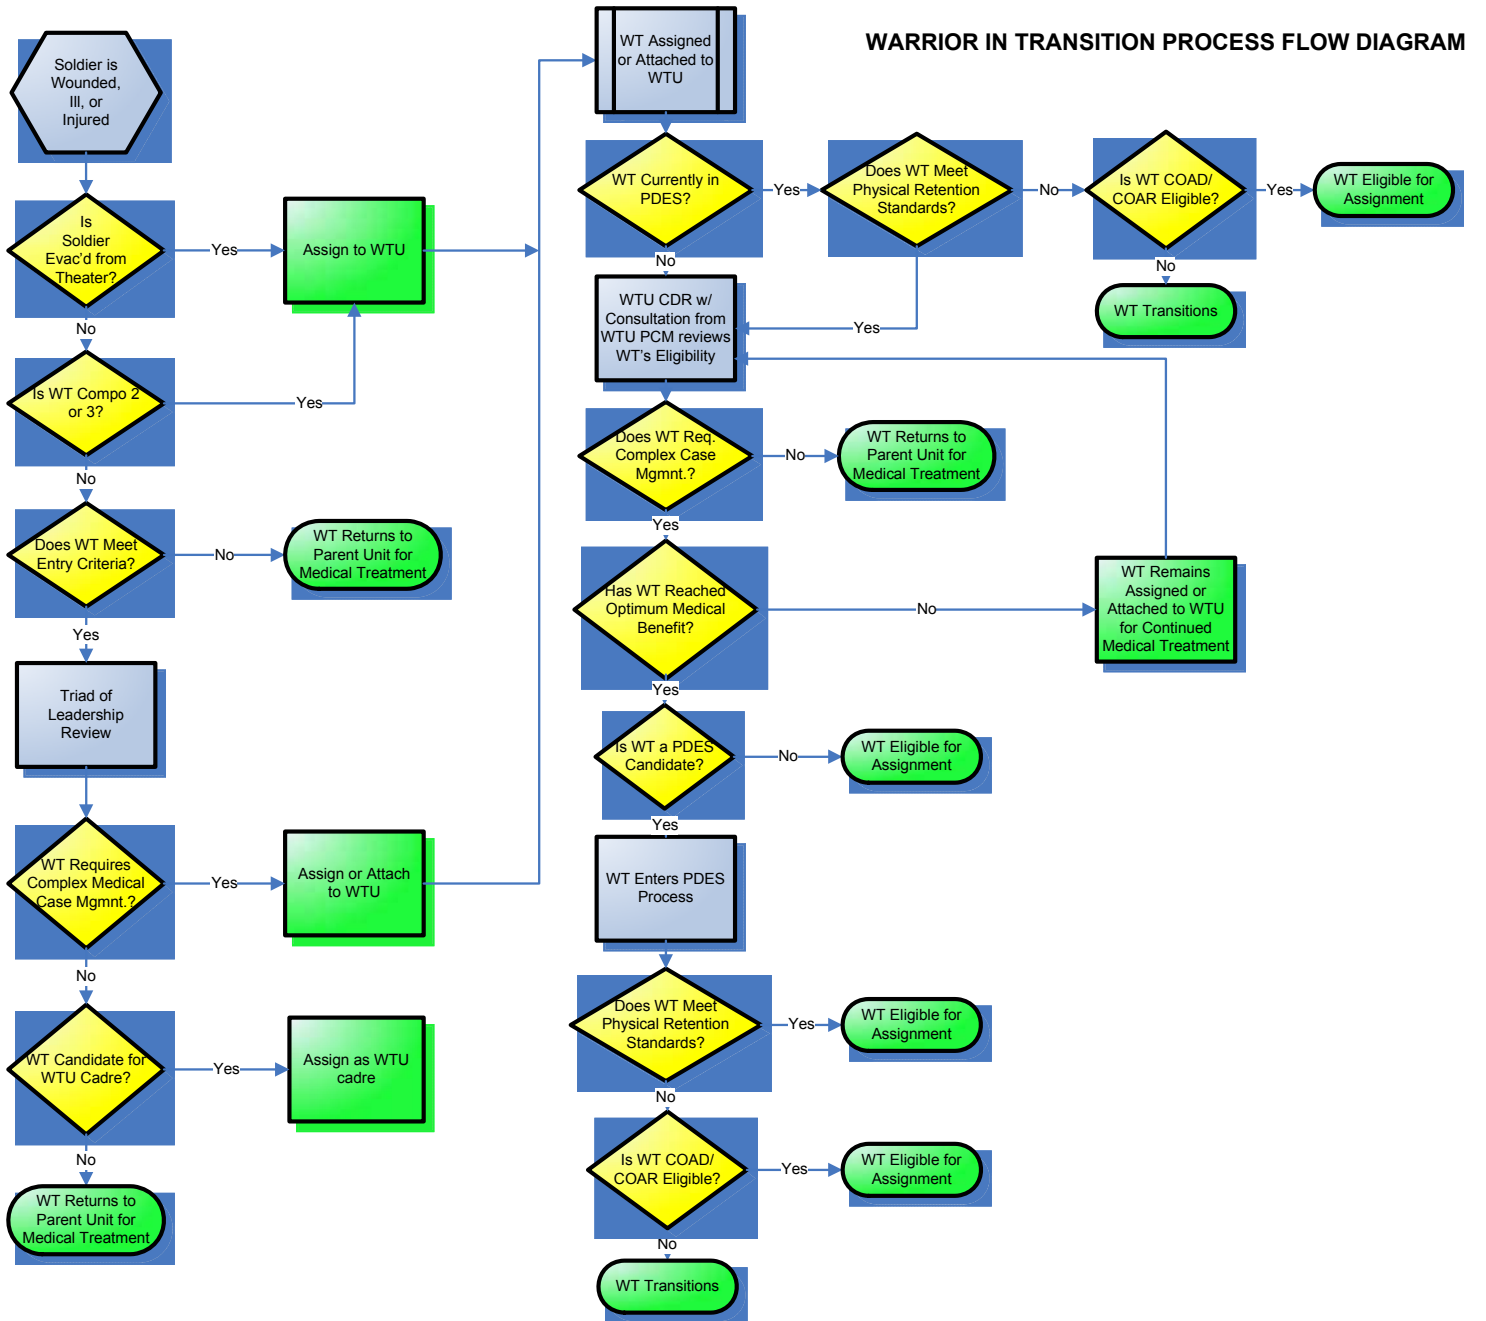 WARRIOR IN TRANSITION PROCESS FLOW DIAGRAM
Soldier is
Wounded,
Ill, or
Injured
Is
Soldier
Evac'd from
Theater?
Yes
Assign to WTU
No
Is WT Compo 2
or 3?
Yes
No
Does WT Meet
Entry Criteria?
No
WT Returns to
Parent Unit for
Medical Treatment
Yes
Triad of
Leadership
Review
WT Requires
Complex Medical
Case Mgmnt.?
Yes
Assign or Attach
to WTU
No
WT Candidate for
WTU Cadre?
Yes
Assign as WTU
cadre
No
WT Returns to
Parent Unit for
Medical Treatment
WT Assigned
or Attached to
WTU
WT Currently in
PDES?
Yes
Does WT Meet
Physical Retention
Standards?
No
Is WT COAD/
COAR Eligible?
Yes
WT Eligible for
Assignment
No
WT Transitions
No
Yes
WTU CDR w/
Consultation from
WTU PCM reviews
WT's Eligibility
Does WT Req.
Complex Case
Mgmnt.?
No
WT Returns to
Parent Unit for
Medical Treatment
Yes
Has WT Reached
Optimum Medical
Benefit?
No
WT Remains
Assigned or
Attached to WTU
for Continued
Medical Treatment
Yes
Is WT a PDES
Candidate?
No
WT Eligible for
Assignment
Yes
WT Enters PDES
Process
Does WT Meet
Physical Retention
Standards?
Yes
WT Eligible for
Assignment
No
Is WT COAD/
COAR Eligible?
Yes
WT Eligible for
Assignment
No
WT Transitions